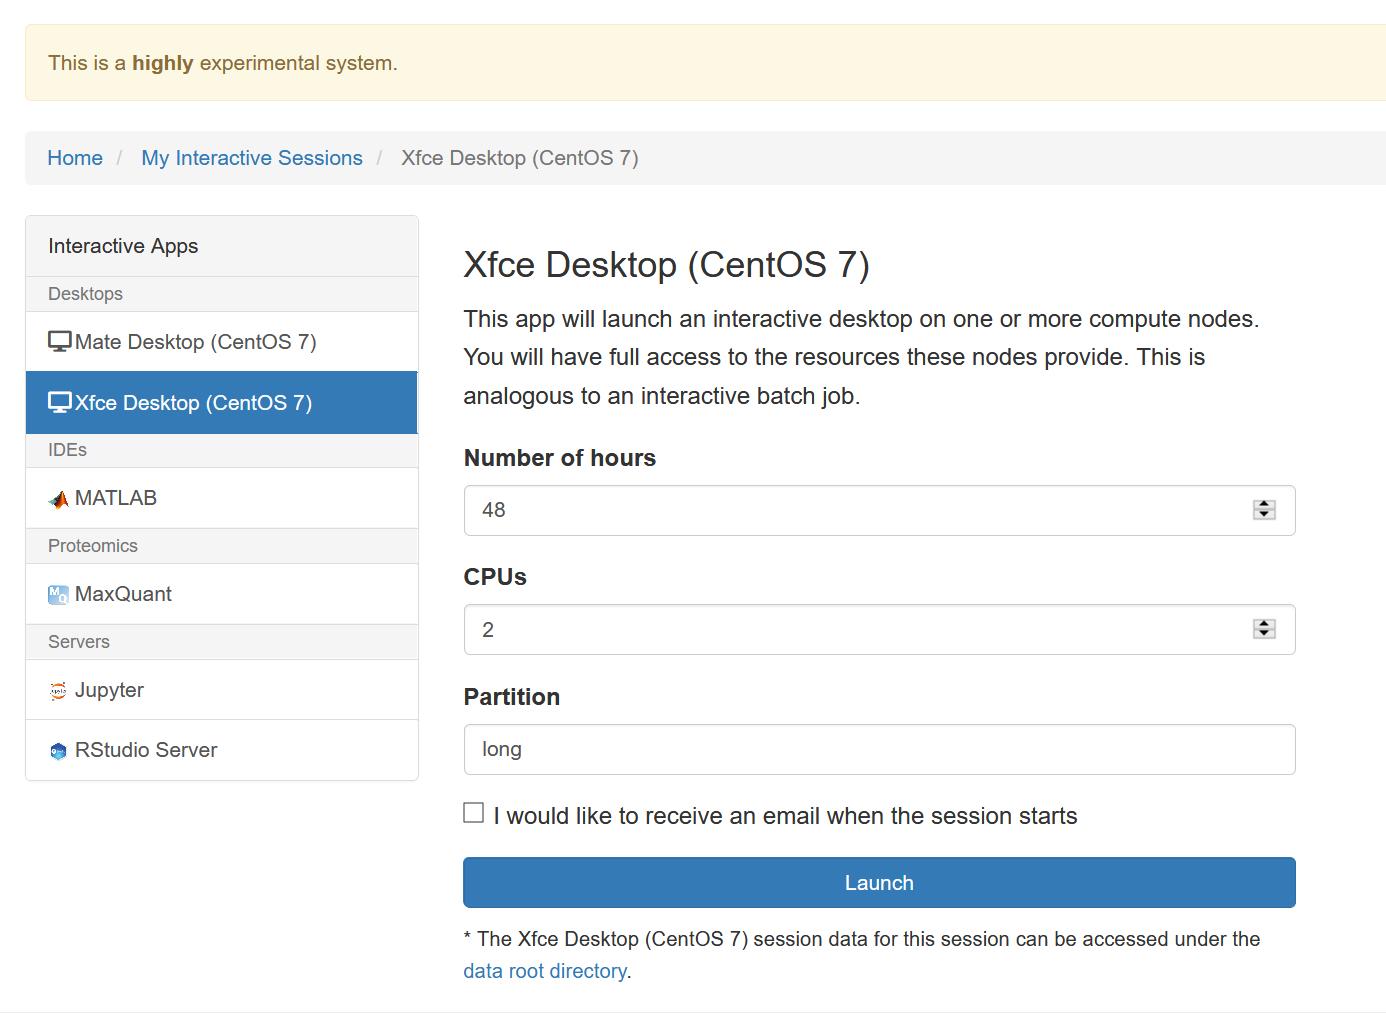 This is a highly experimental system.
Home / My Interactive Sessions / Xfce Desktop (CentOS 7)
Interactive Apps
Desktops
Mate Desktop (CentOS 7)
Xfce Desktop (CentOS 7)
IDEs
MATLAB
Proteomics
MaxQuant
Servers
Jupyter
RStudio Server
Xfce Desktop (CentOS 7)
This app will launch an interactive desktop on one or more compute nodes.
You will have full access to the resources these nodes provide. This is
analogous to an interactive batch job.
Number of hours
48
CPUs
2
Partition
long
I would like to receive an email when the session starts
Launch
* The Xfce Desktop (CentOS 7) session data for this session can be accessed under the
data root directory.